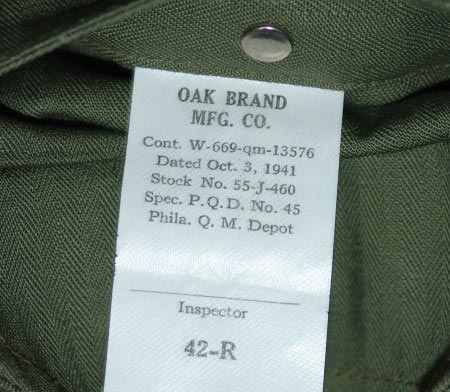 OAK BRAND
MFG. CO.
Cont. W-669-qm-13576
Dated Oct. 3, 1941
Stock No. 55-J-460
Spec. P.Q.D. No. 45
Phila. Q. M. Depot
Inspector
42-R